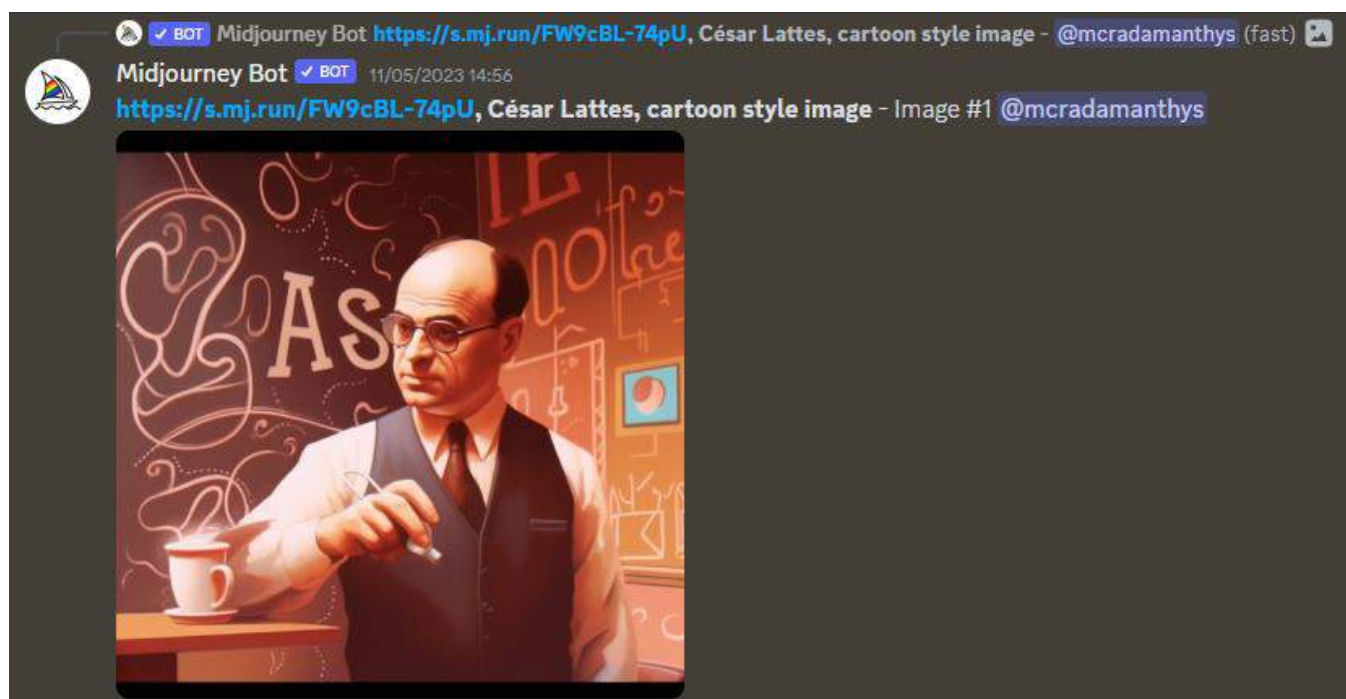 BOT Midjourney Bot https://s.mj.run/FW9cBL-74pU, César Lattes, cartoon style image - @mcradamanthys (fast)
Midjourney Bot BOT 11/05/2023 14:56
https://s.mj.run/FW9cBL-74pU, César Lattes, cartoon style image - Image #1 @mcradamanthys
IE
AS